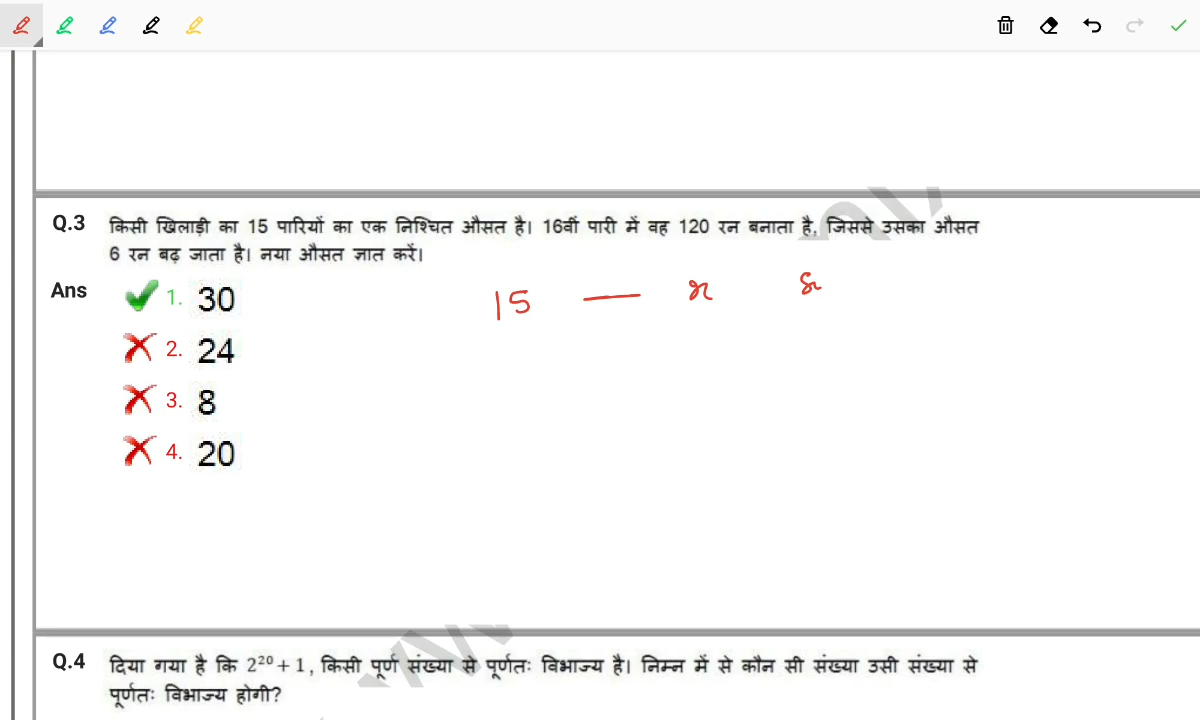 Q.3 किसी खिलाड़ी का 15 पारियों का एक निश्चित औसत है। 16वीं पारी में वह 120 रन बनाता है, जिससे उसका औसत
6 रन बढ़ जाता है। नया औसत ज्ञात करें।
Ans 1. 30
15 — x
2. 24
3. 8
4. 20
Q.4 दिया गया है कि 2²⁰ + 1, किसी पूर्ण संख्या से पूर्णतः विभाज्य है। निम्न में से कौन सी संख्या उसी संख्या से
पूर्णतः विभाज्य होगी?